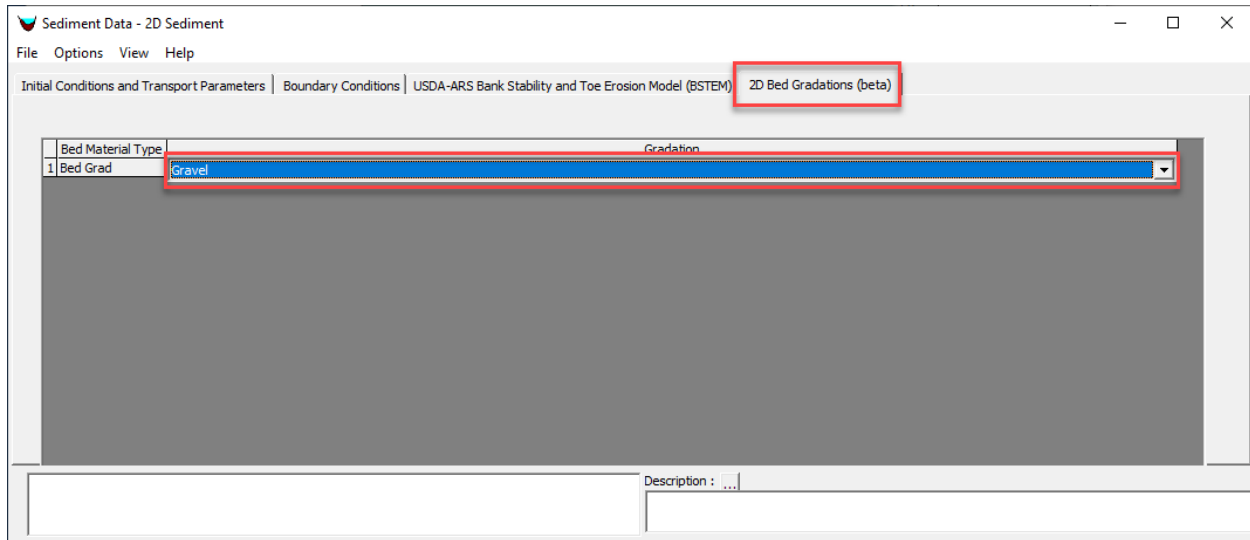 Sediment Data - 2D Sediment
File Options View Help
Initial Conditions and Transport Parameters Boundary Conditions USDA-ARS Bank Stability and Toe Erosion Model (BSTEM) 2D Bed Gradations (beta)
Bed Material Type Gradation
1 Bed Grad Gravel
Description : ...